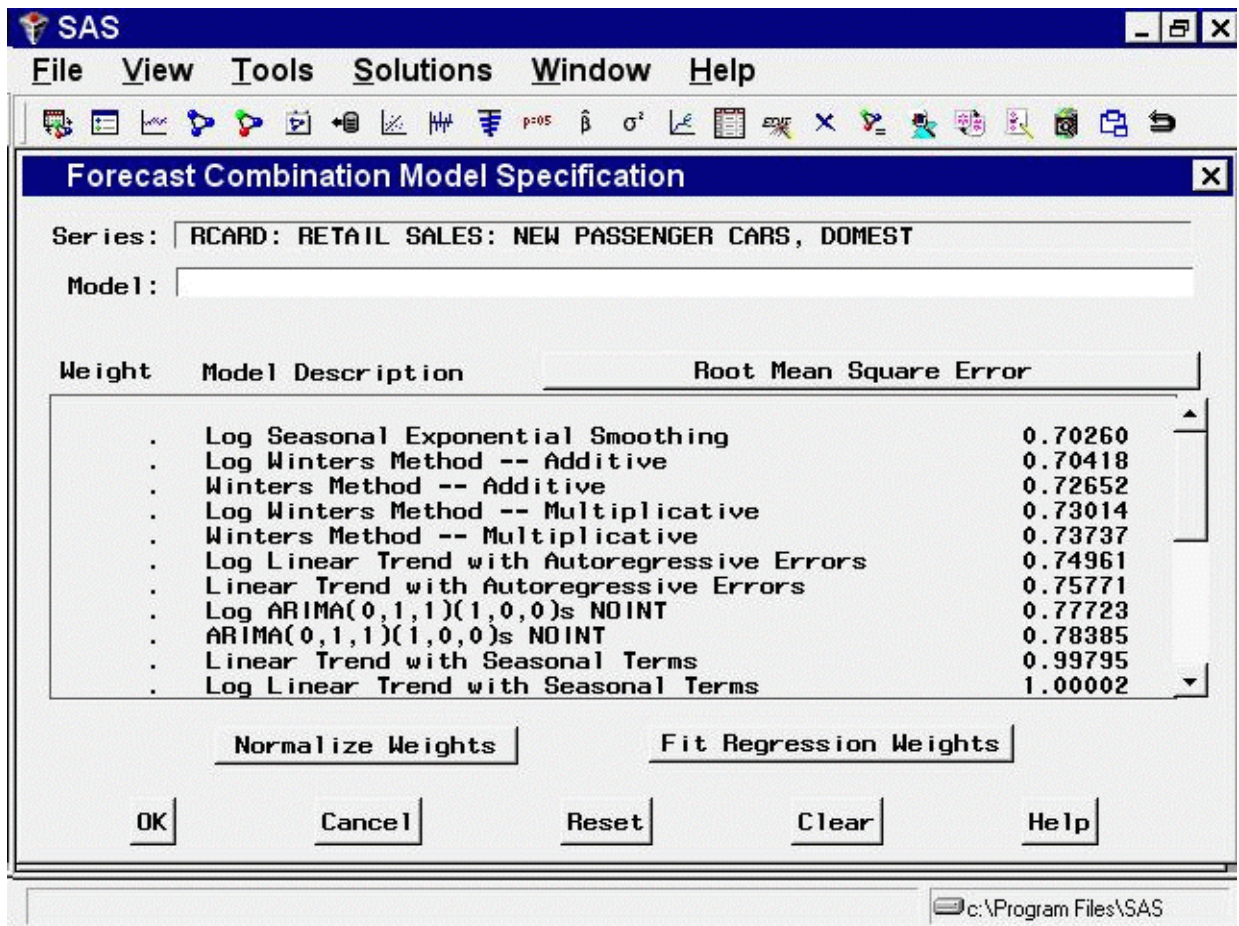 SAS
File View Tools Solutions Window Help
p=05 β̂ σ²
Forecast Combination Model Specification
Series: RCARD: RETAIL SALES: NEW PASSENGER CARS, DOMEST
Model:
Weight Model Description Root Mean Square Error
. Log Seasonal Exponential Smoothing 0.70260
. Log Winters Method -- Additive 0.70418
. Winters Method -- Additive 0.72652
. Log Winters Method -- Multiplicative 0.73014
. Winters Method -- Multiplicative 0.73737
. Log Linear Trend with Autoregressive Errors 0.74961
. Linear Trend with Autoregressive Errors 0.75771
. Log ARIMA(0,1,1)(1,0,0)s NOINT 0.77723
. ARIMA(0,1,1)(1,0,0)s NOINT 0.78385
. Linear Trend with Seasonal Terms 0.99795
. Log Linear Trend with Seasonal Terms 1.00002
Normalize Weights Fit Regression Weights
OK Cancel Reset Clear Help
c:\Program Files\SAS